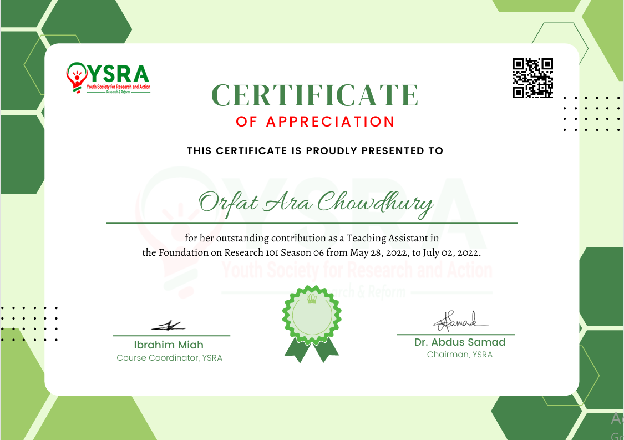 YSRA
Youth Society for Research and Action
CERTIFICATE
OF APPRECIATION
THIS CERTIFICATE IS PROUDLY PRESENTED TO
Orfat Ara Chowdhury
for her outstanding contribution as a Teaching Assistant in
the Foundation on Research 101 Season 06 from May 28, 2022, to July 02, 2022.
Youth Society for Research and Action
& Reform
Ibrahim Miah
Course Coordinator, YSRA
Dr. Abdus Samad
Chairman, YSRA